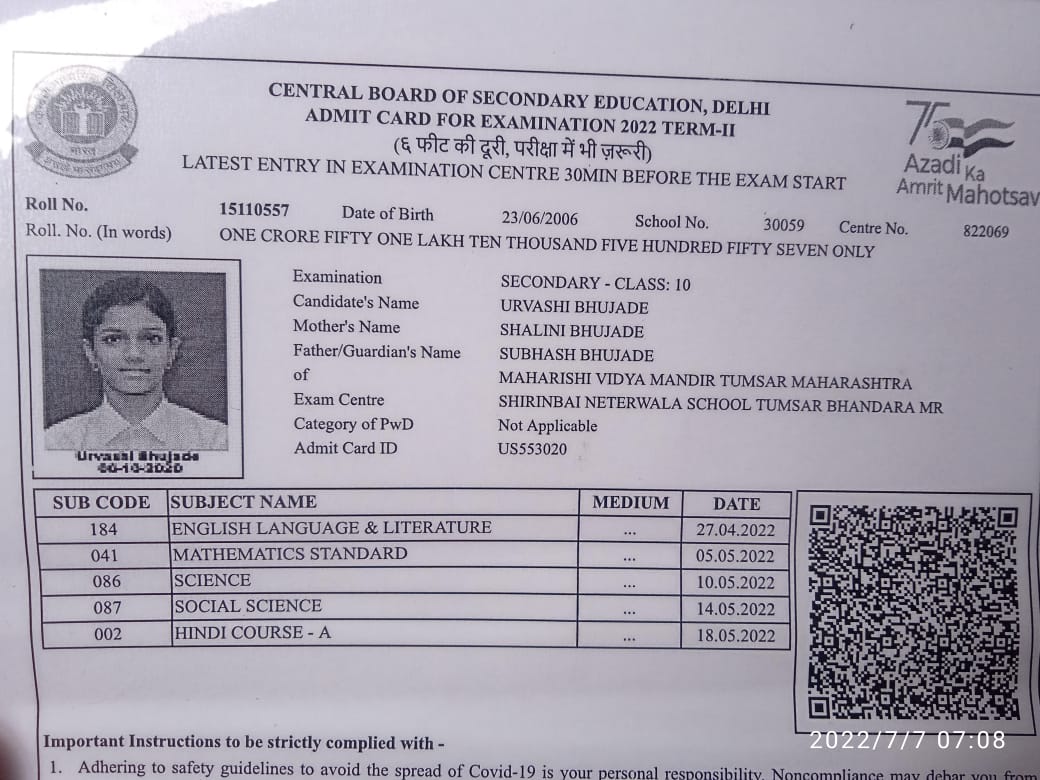 CENTRAL BOARD OF SECONDARY EDUCATION, DELHI
ADMIT CARD FOR EXAMINATION 2022 TERM-II
(६ फीट की दूरी, परीक्षा में भी ज़रूरी)
LATEST ENTRY IN EXAMINATION CENTRE 30MIN BEFORE THE EXAM START
भारत
75
Azadi Ka
Amrit Mahotsav
Roll No. 15110557 Date of Birth 23/06/2006 School No. 30059 Centre No. 822069
Roll. No. (In words) ONE CRORE FIFTY ONE LAKH TEN THOUSAND FIVE HUNDRED FIFTY SEVEN ONLY
Examination SECONDARY - CLASS: 10
Candidate's Name URVASHI BHUJADE
Mother's Name SHALINI BHUJADE
Father/Guardian's Name SUBHASH BHUJADE
of MAHARISHI VIDYA MANDIR TUMSAR MAHARASHTRA
Exam Centre SHIRINBAI NETERWALA SCHOOL TUMSAR BHANDARA MR
Category of PwD Not Applicable
Admit Card ID US553020
Urvashi Bhujade
SUB CODE SUBJECT NAME MEDIUM DATE
184 ENGLISH LANGUAGE & LITERATURE ... 27.04.2022
041 MATHEMATICS STANDARD ... 05.05.2022
086 SCIENCE ... 10.05.2022
087 SOCIAL SCIENCE ... 14.05.2022
002 HINDI COURSE - A ... 18.05.2022
2022/7/7 07:08
Important Instructions to be strictly complied with -
1. Adhering to safety guidelines to avoid the spread of Covid-19 is your personal responsibility. Noncompliance may debar you from